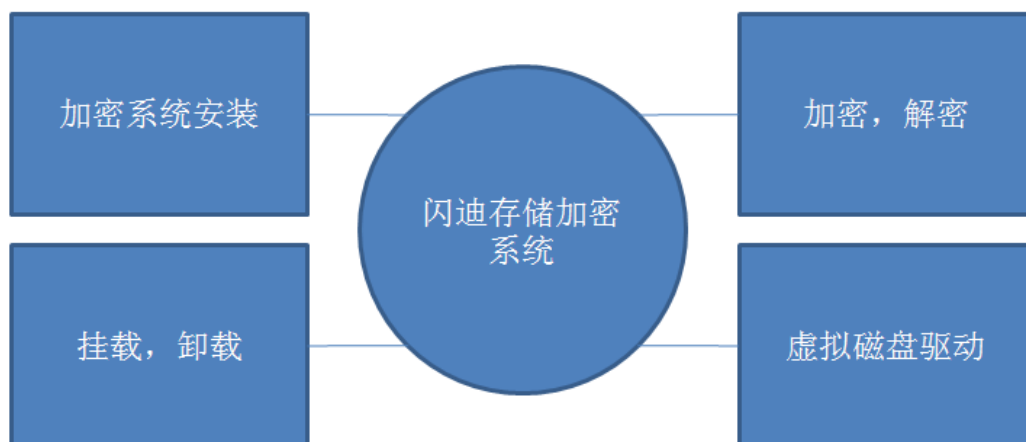 加密系统安装
加密，解密
闪迪存储加密
系统
挂载，卸载
虚拟磁盘驱动